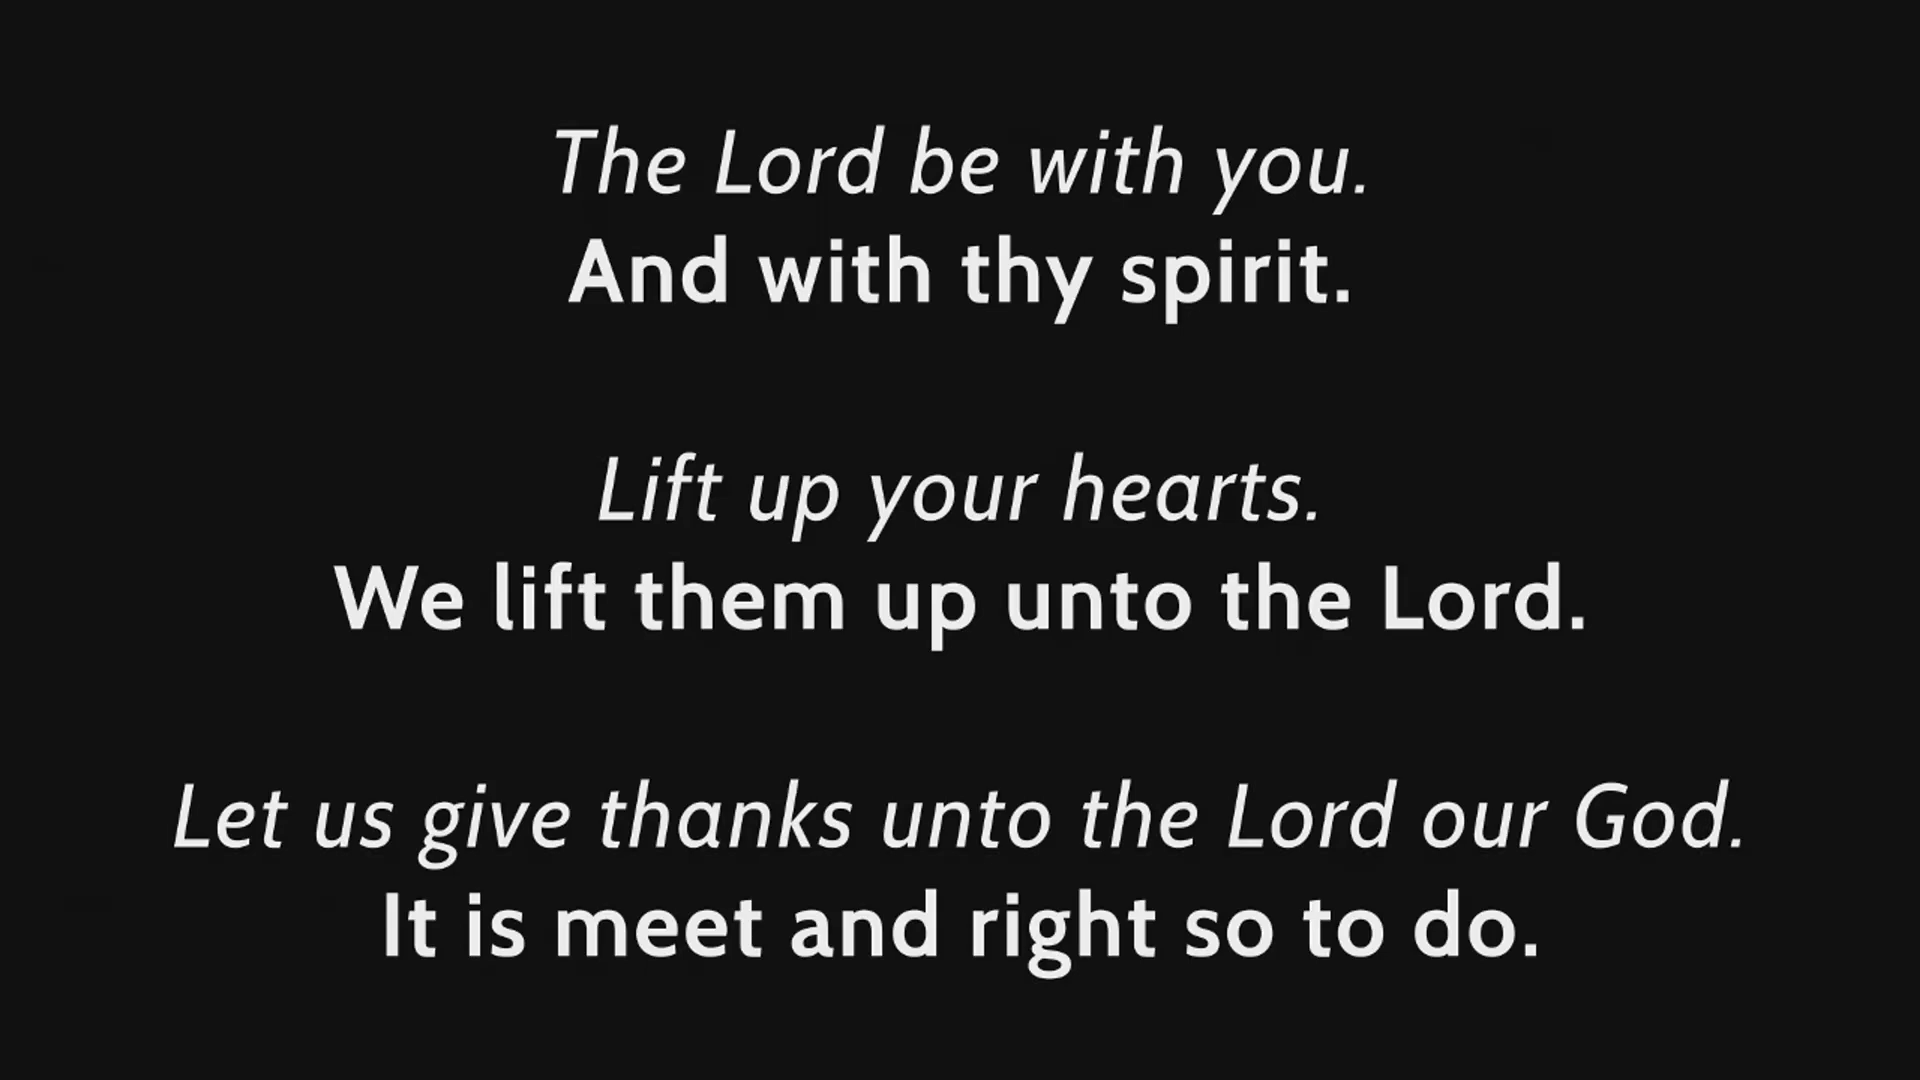 The Lord be with you.
And with thy spirit.
Lift up your hearts.
We lift them up unto the Lord.
Let us give thanks unto the Lord our God.
It is meet and right so to do.